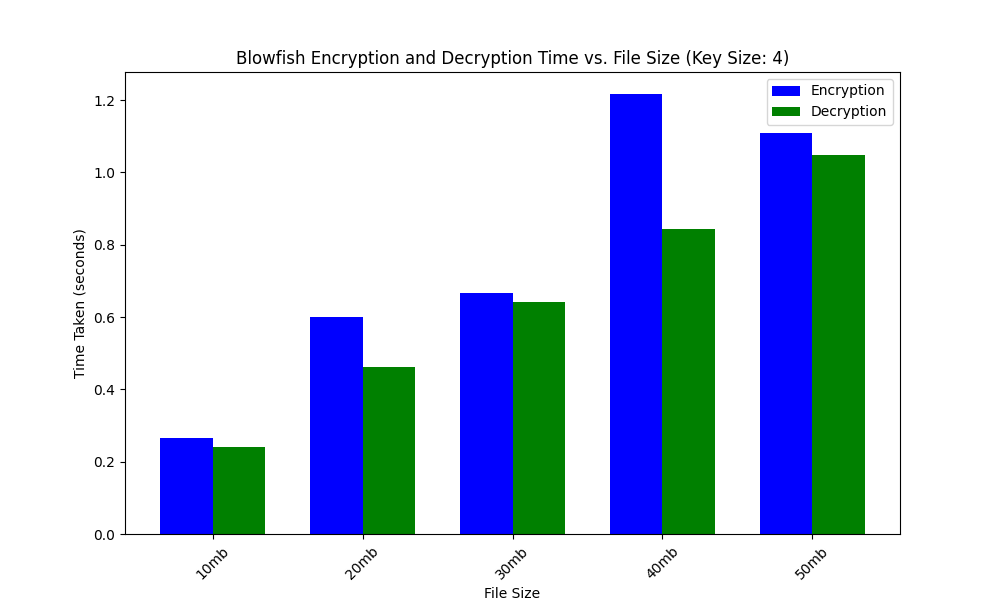 Blowfish Encryption and Decryption Time vs. File Size (Key Size: 4)
Encryption
Decryption
1.2
1.0
0.8
0.6
0.4
0.2
0.0
Time Taken (seconds)
10mb
20mb
30mb
40mb
50mb
File Size